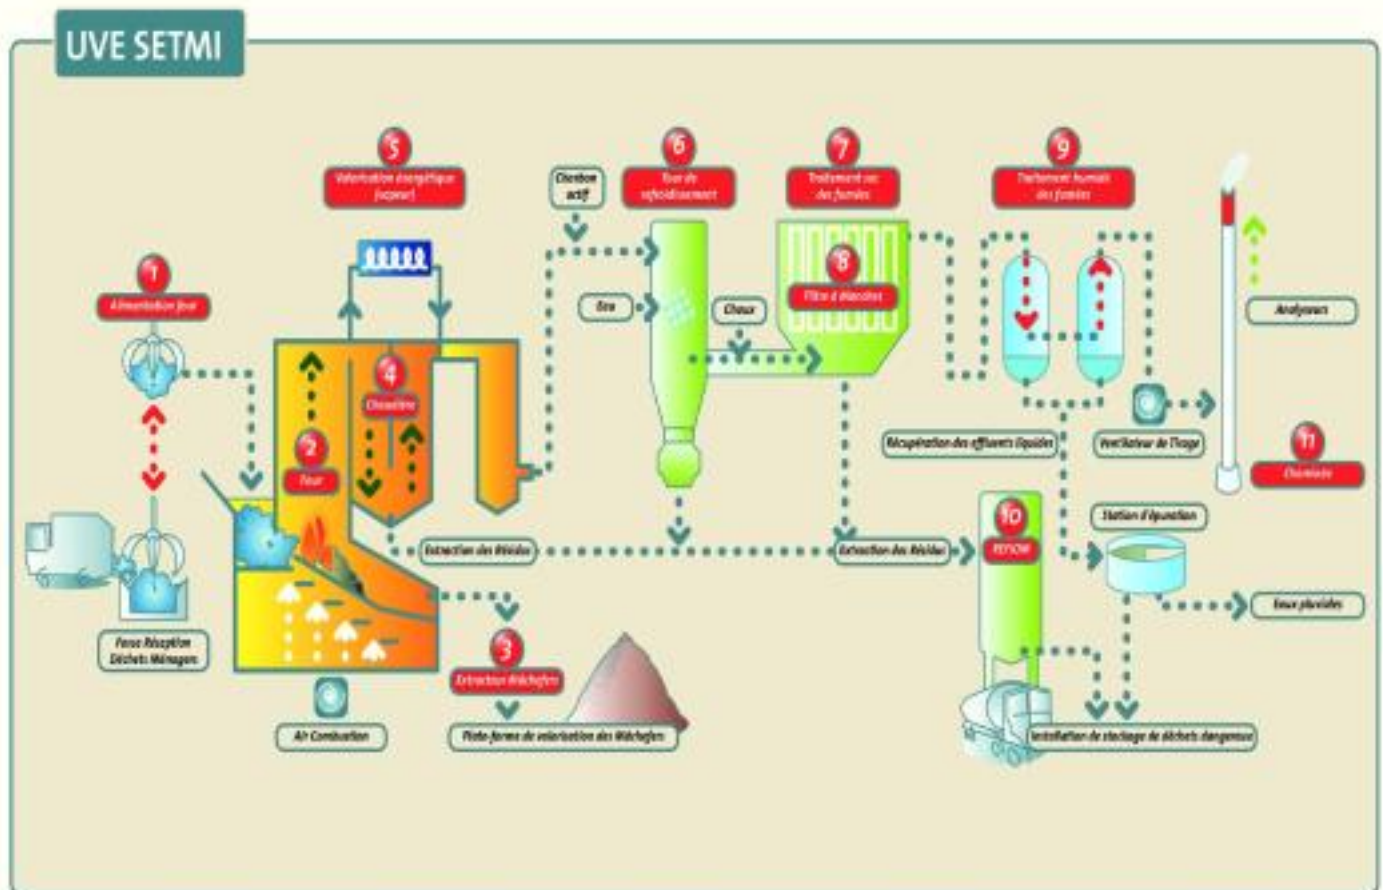 UVE SETMI
1
Alimentation four
5
Valorisation énergétique
(vapeur)
Charbon
actif
6
Tour de
refroidissement
7
Traitement sec
des fumées
9
Traitement humide
des fumées
8
Filtre à Manches
Eau
Chaux
Analyseurs
4
Chaudière
2
Four
Récupération des effluents liquides
Ventilateur de Tirage
11
Cheminée
10
REFIOM
Station d'épuration
Extraction des Résidus
Extraction des Résidus
Eaux pluviales
Fosse Réception
Déchets Ménagers
3
Extracteur Mâchefers
Air Combustion
Plate-forme de valorisation des Mâchefers
Installation de stockage de déchets dangereux